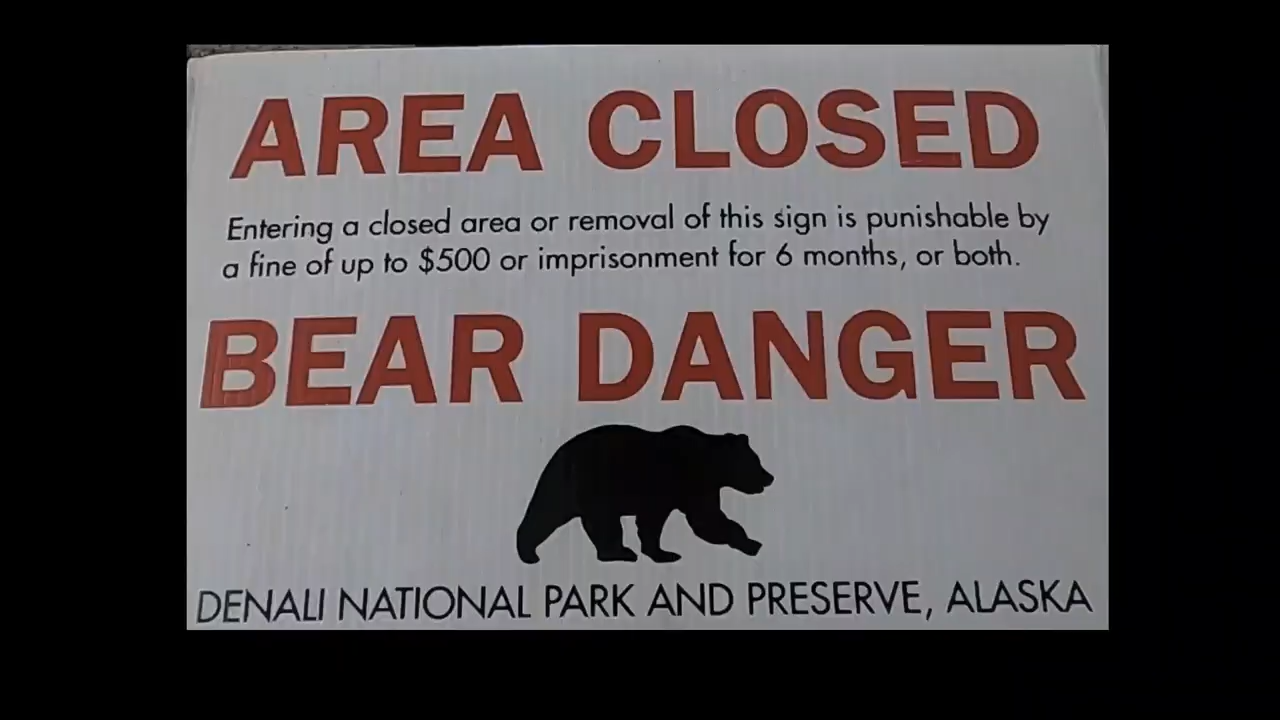 AREA CLOSED
Entering a closed area or removal of this sign is punishable by
a fine of up to $500 or imprisonment for 6 months, or both.
BEAR DANGER
DENALI NATIONAL PARK AND PRESERVE, ALASKA